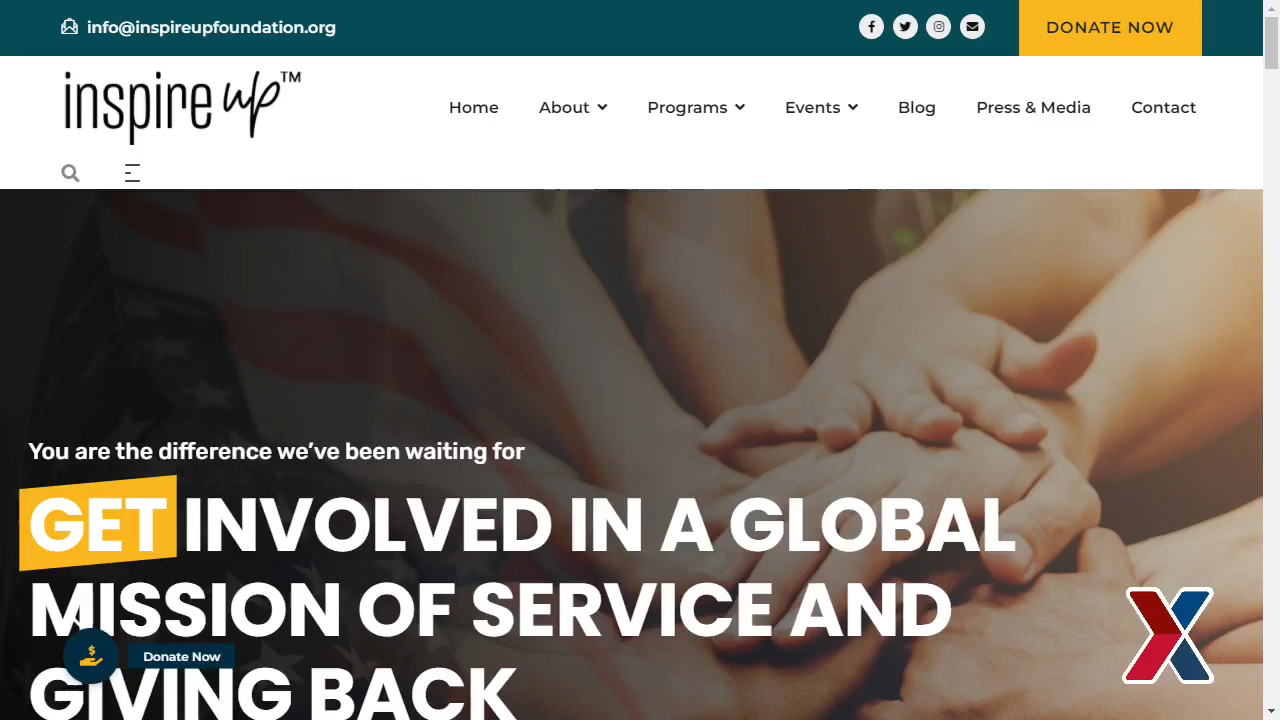 info@inspireupfoundation.org
DONATE NOW
inspire up™
Home About Programs Events Blog Press & Media Contact
You are the difference we’ve been waiting for
GET INVOLVED IN A GLOBAL
MISSION OF SERVICE AND
GIVING BACK
Donate Now